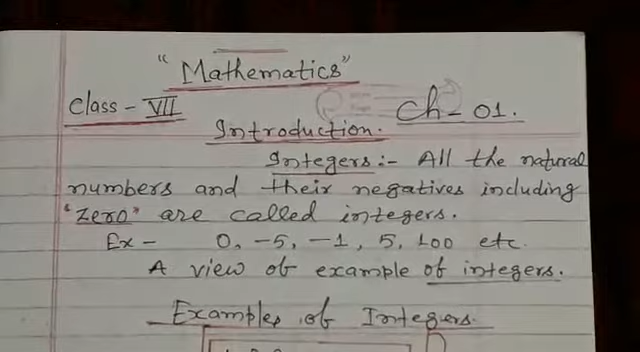 "Mathematics"
Class - VII
Ch - 01.
Introduction.
Integers:- All the natural
numbers and their negatives including
"Zero" are called integers.
Ex - 0, -5, -1, 5, 100 etc.
A view of example of integers.
Examples of Integers.